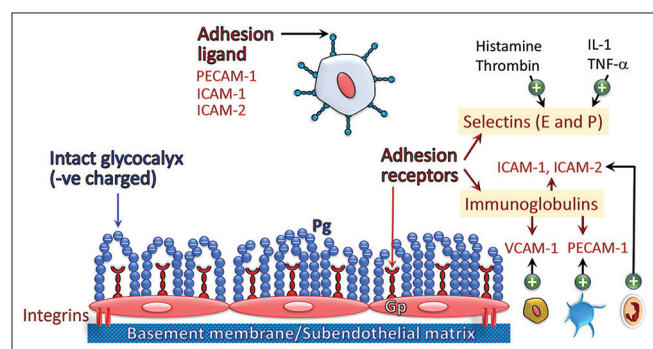 Adhesion
ligand
PECAM-1
ICAM-1
ICAM-2
Histamine
Thrombin
IL-1
TNF-α
+
+
Selectins (E and P)
Intact glycocalyx
(-ve charged)
Adhesion
receptors
ICAM-1, ICAM-2
Immunoglobulins
Pg
VCAM-1
PECAM-1
+
+
+
Gp
Integrins
Basement membrane/Subendothelial matrix